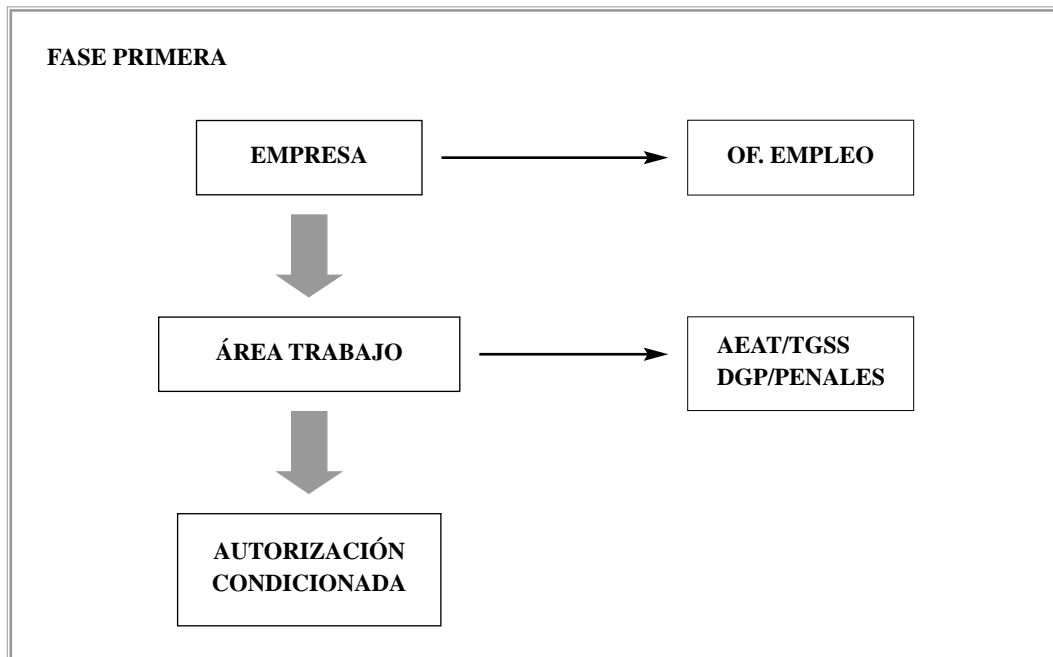 FASE PRIMERA
EMPRESA
OF. EMPLEO
ÁREA TRABAJO
AEAT/TGSS
DGP/PENALES
AUTORIZACIÓN
CONDICIONADA